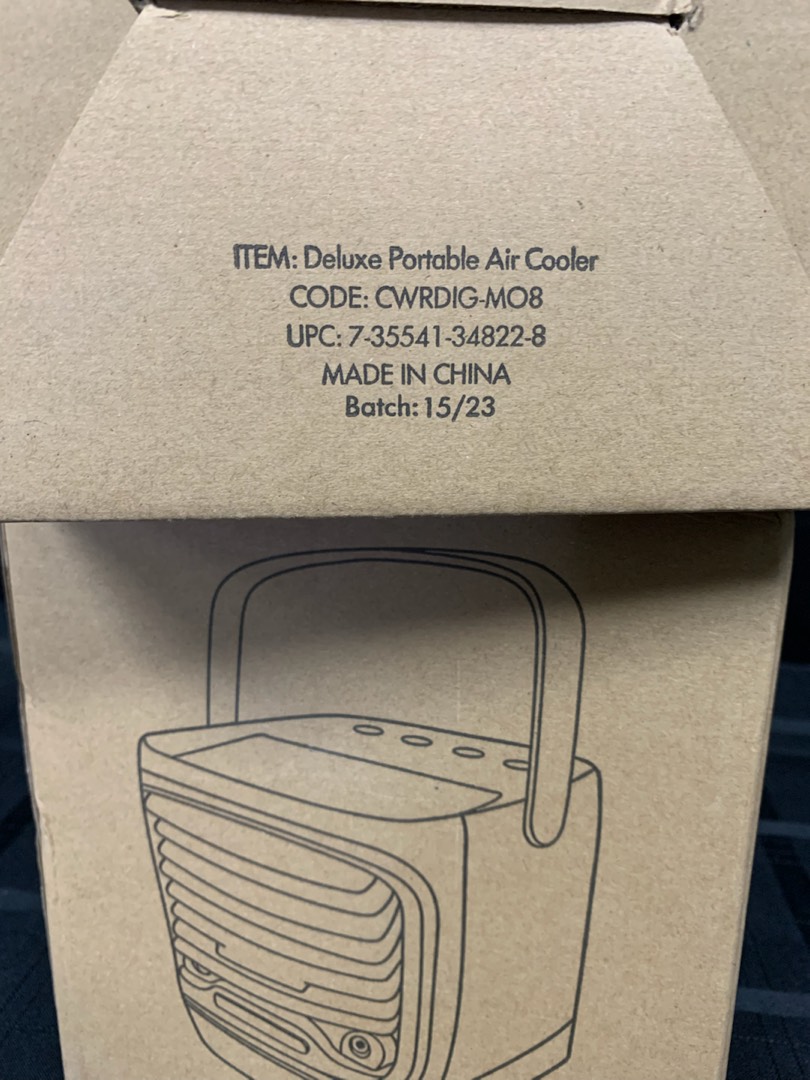 ITEM: Deluxe Portable Air Cooler
CODE: CWRDIG-MO8
UPC: 7-35541-34822-8
MADE IN CHINA
Batch: 15/23